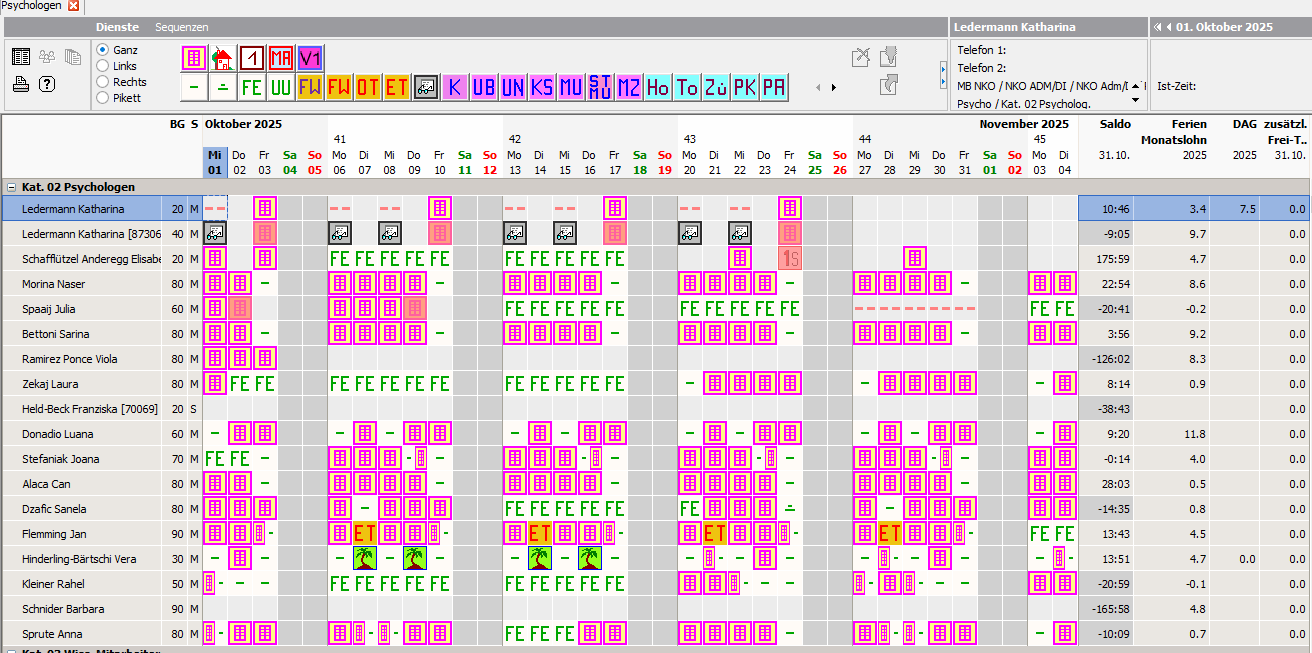 Psychologen
Dienste Sequenzen Ledermann Katharina 01. Oktober 2025
Ganz 1 MA V1 Telefon 1:
Links Telefon 2:
Rechts - FE UU FW FW OT ET K UB UN KS MU ST MU MZ Ho To Zü PK PA MB NKO / NKO ADM/DI / NKO Adm/I Ist-Zeit:
Pikett Psycho / Kat. 02 Psycholog.
BG S Oktober 2025 November 2025 Saldo Ferien DAG zusätzl.
41 42 43 44 45 Monatslohn Frei-T..
Mi Do Fr Sa So Mo Di Mi Do Fr Sa So Mo Di Mi Do Fr Sa So Mo Di Mi Do Fr Sa So Mo Di Mi Do Fr Sa So Mo Di 31.10. 2025 2025 31.10.
01 02 03 04 05 06 07 08 09 10 11 12 13 14 15 16 17 18 19 20 21 22 23 24 25 26 27 28 29 30 31 01 02 03 04
Kat. 02 Psychologen
Ledermann Katharina 20 M -- -- -- -- -- -- -- 10:46 3.4 7.5 0.0
Ledermann Katharina [87306 40 M -9:05 9.7 0.0
Schafflützel Anderegg Elisabe 20 M FE FE FE FE FE FE FE FE FE FE 1S 175:59 4.7 0.0
Morina Naser 80 M - - - - - 22:54 8.6 0.0
Spaaij Julia 60 M FE FE FE FE FE FE FE FE FE FE -- -- -- -- -- FE FE -20:41 -0.2 0.0
Bettoni Sarina 80 M - - - - - 3:56 9.2 0.0
Ramirez Ponce Viola 80 M -126:02 8.3 0.0
Zekaj Laura 80 M FE FE FE FE FE FE FE FE FE FE FE FE - - - 8:14 0.9 0.0
Held-Beck Franziska [70069] 20 S -38:43 0.0
Donadio Luana 60 M - - - - - - - - - - 9:20 11.8 0.0
Stefaniak Joana 70 M FE FE - - - - - - - - - -0:14 4.0 0.0
Alaca Can 80 M - - - - - 28:03 0.5 0.0
Dzafic Sanela 80 M - FE FE FE FE FE FE - -14:35 0.8 0.0
Flemming Jan 90 M - ET - ET - ET - ET - FE FE 13:43 4.5 0.0
Hinderling-Bärtschi Vera 30 M - - - - - - - - - - - - - - - - 13:51 4.7 0.0 0.0
Kleiner Rahel 50 M - - - FE FE FE FE FE FE FE FE FE FE - - - - - - -20:59 -0.1 0.0
Schnider Barbara 90 M -165:58 4.8 0.0
Sprute Anna 80 M - - - FE FE FE - - - - -10:09 0.7 0.0